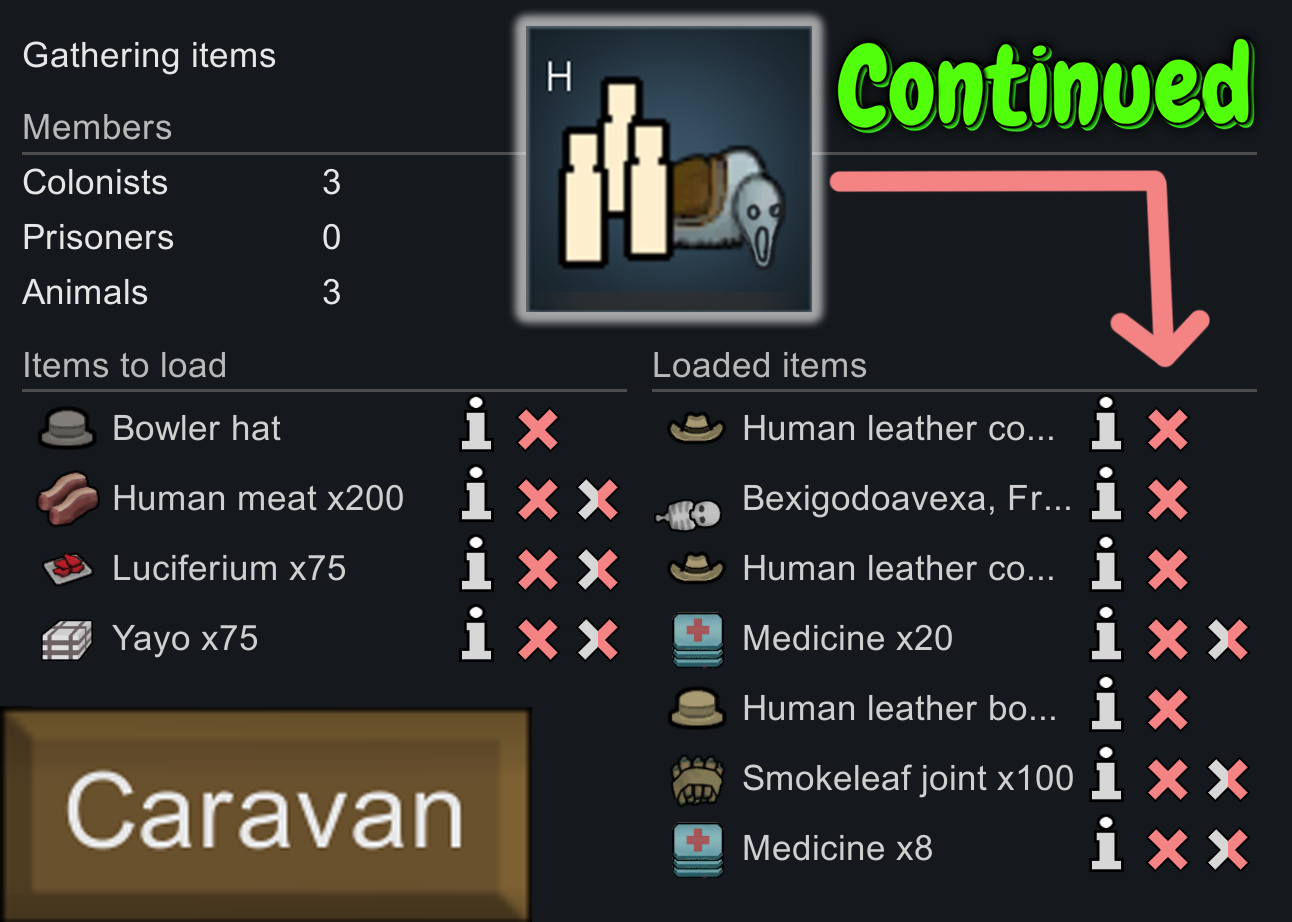 Gathering items
H
Continued
Members
Colonists 3
Prisoners 0
Animals 3
Items to load
Bowler hat
Human meat x200
Luciferium x75
Yayo x75
Loaded items
Human leather co...
Bexigodoavexa, Fr...
Human leather co...
Medicine x20
Human leather bo...
Smokeleaf joint x100
Medicine x8
Caravan